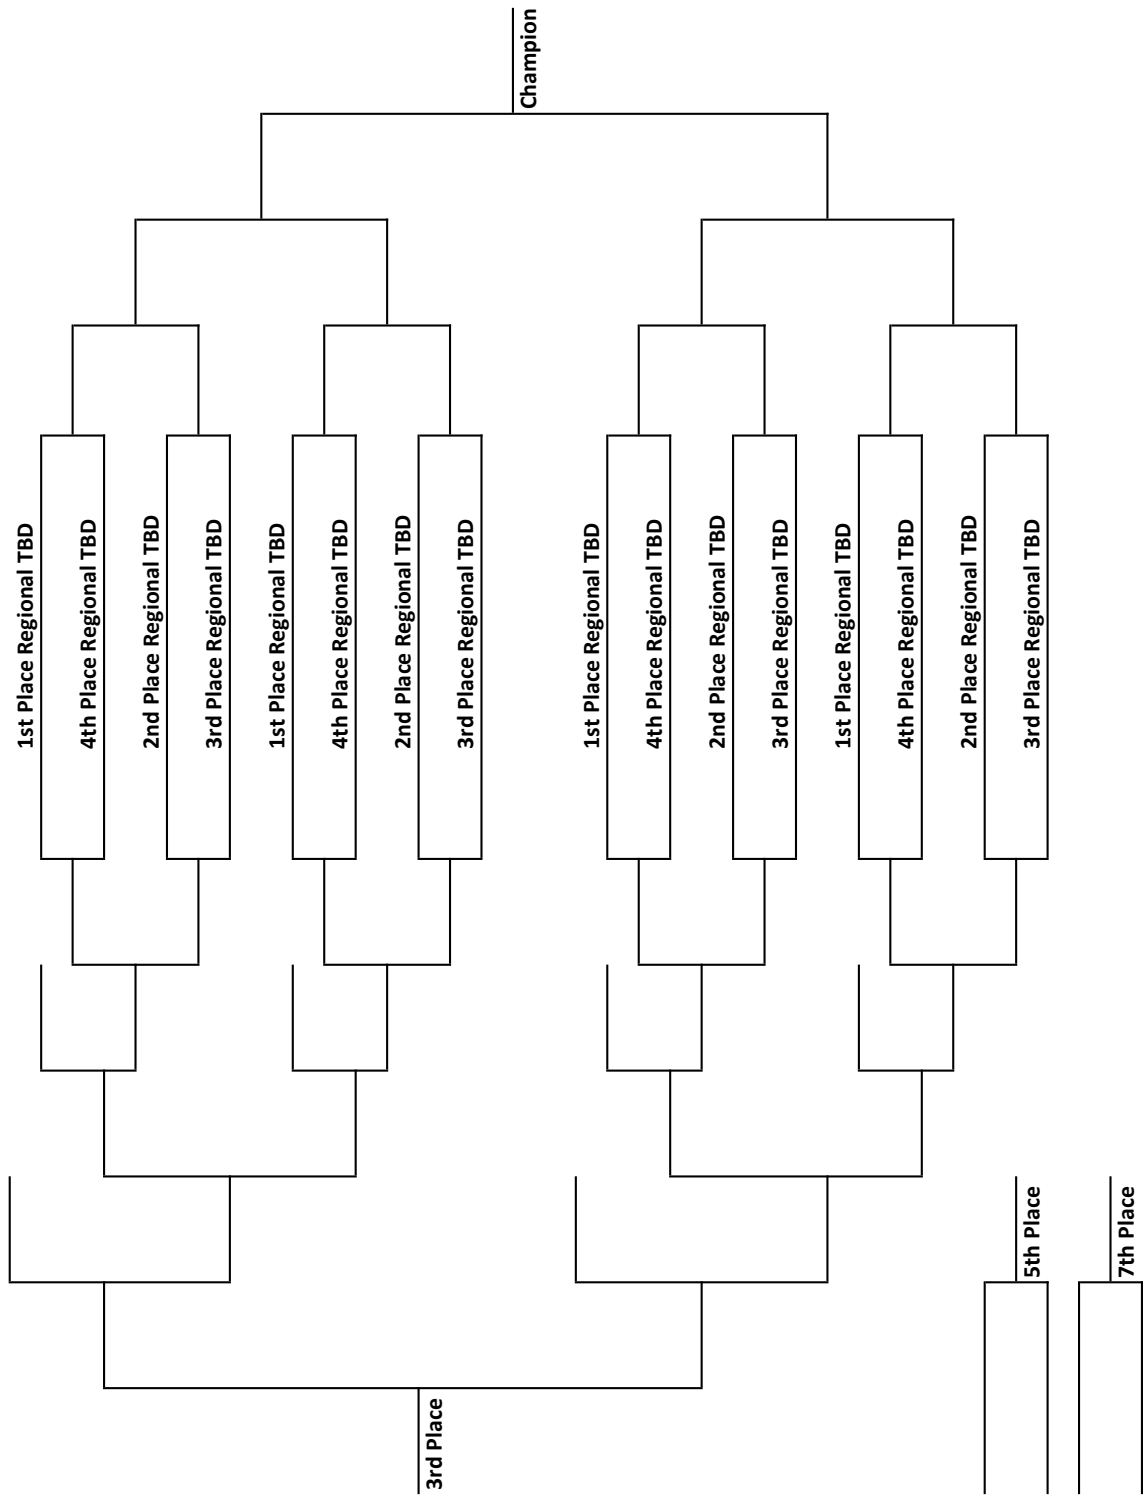 1st Place Regional TBD
4th Place Regional TBD
2nd Place Regional TBD
3rd Place Regional TBD
1st Place Regional TBD
4th Place Regional TBD
2nd Place Regional TBD
3rd Place Regional TBD
Champion
3rd Place
1st Place Regional TBD
4th Place Regional TBD
2nd Place Regional TBD
3rd Place Regional TBD
1st Place Regional TBD
4th Place Regional TBD
2nd Place Regional TBD
3rd Place Regional TBD
5th Place
7th Place